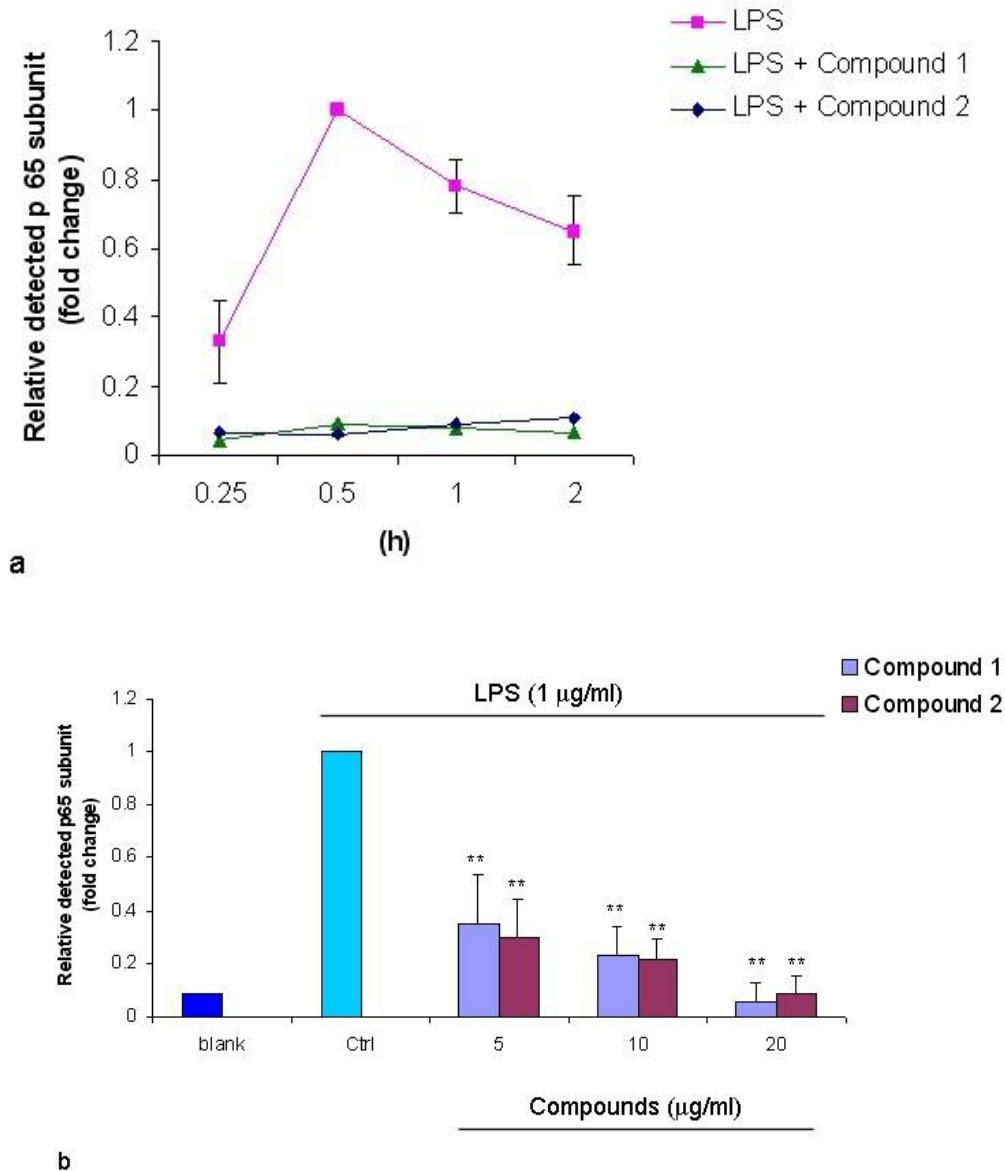 LPS
LPS + Compound 1
LPS + Compound 2
Relative detected p 65 subunit
(fold change)
1.2
1
0.8
0.6
0.4
0.2
0
0.25 0.5 1 2
(h)
a
Compound 1
Compound 2
LPS (1 μg/ml)
Relative detected p65 subunit
(fold change)
1.2
1
0.8
0.6
0.4
0.2
0
** ** ** ** ** **
blank Ctrl 5 10 20
Compounds (μg/ml)
b